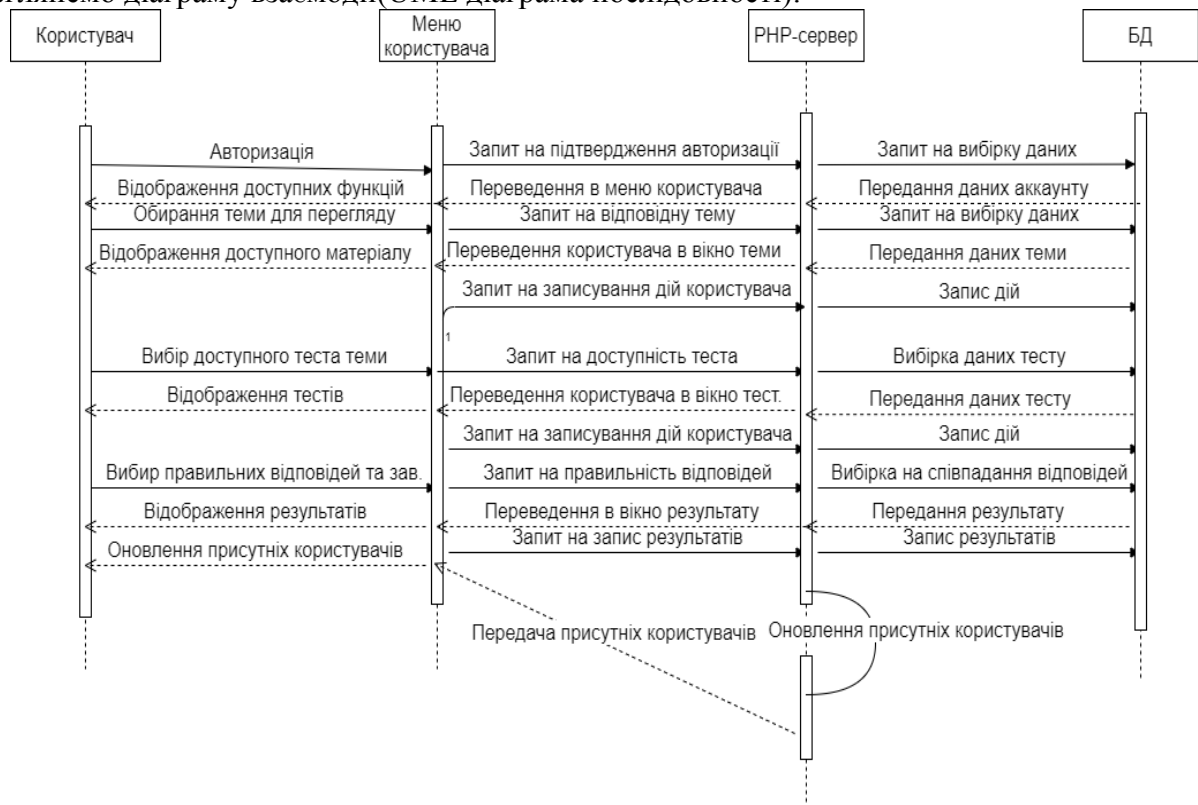 діаграму взаємодії(UML діаграма послідовності).
Користувач
Меню
користувача
PHP-сервер
БД
Авторизація
Запит на підтвердження авторизації
Запит на вибірку даних
Відображення доступних функцій
Переведення в меню користувача
Передання даних аккаунту
Обирання теми для перегляду
Запит на відповідну тему
Запит на вибірку даних
Відображення доступного матеріалу
Переведення користувача в вікно теми
Передання даних теми
Запит на записування дій користувача
Запис дій
1
Вибір доступного теста теми
Запит на доступність теста
Вибірка даних тесту
Відображення тестів
Переведення користувача в вікно тест.
Передання даних тесту
Запит на записування дій користувача
Запис дій
Вибир правильних відповідей та зав.
Запит на правильність відповідей
Вибірка на співпадання відповідей
Відображення результатів
Переведення в вікно результату
Передання результату
Запит на запис результатів
Запис результатів
Оновлення присутніх користувачів
Передача присутніх користувачів
Оновлення присутніх користувачів